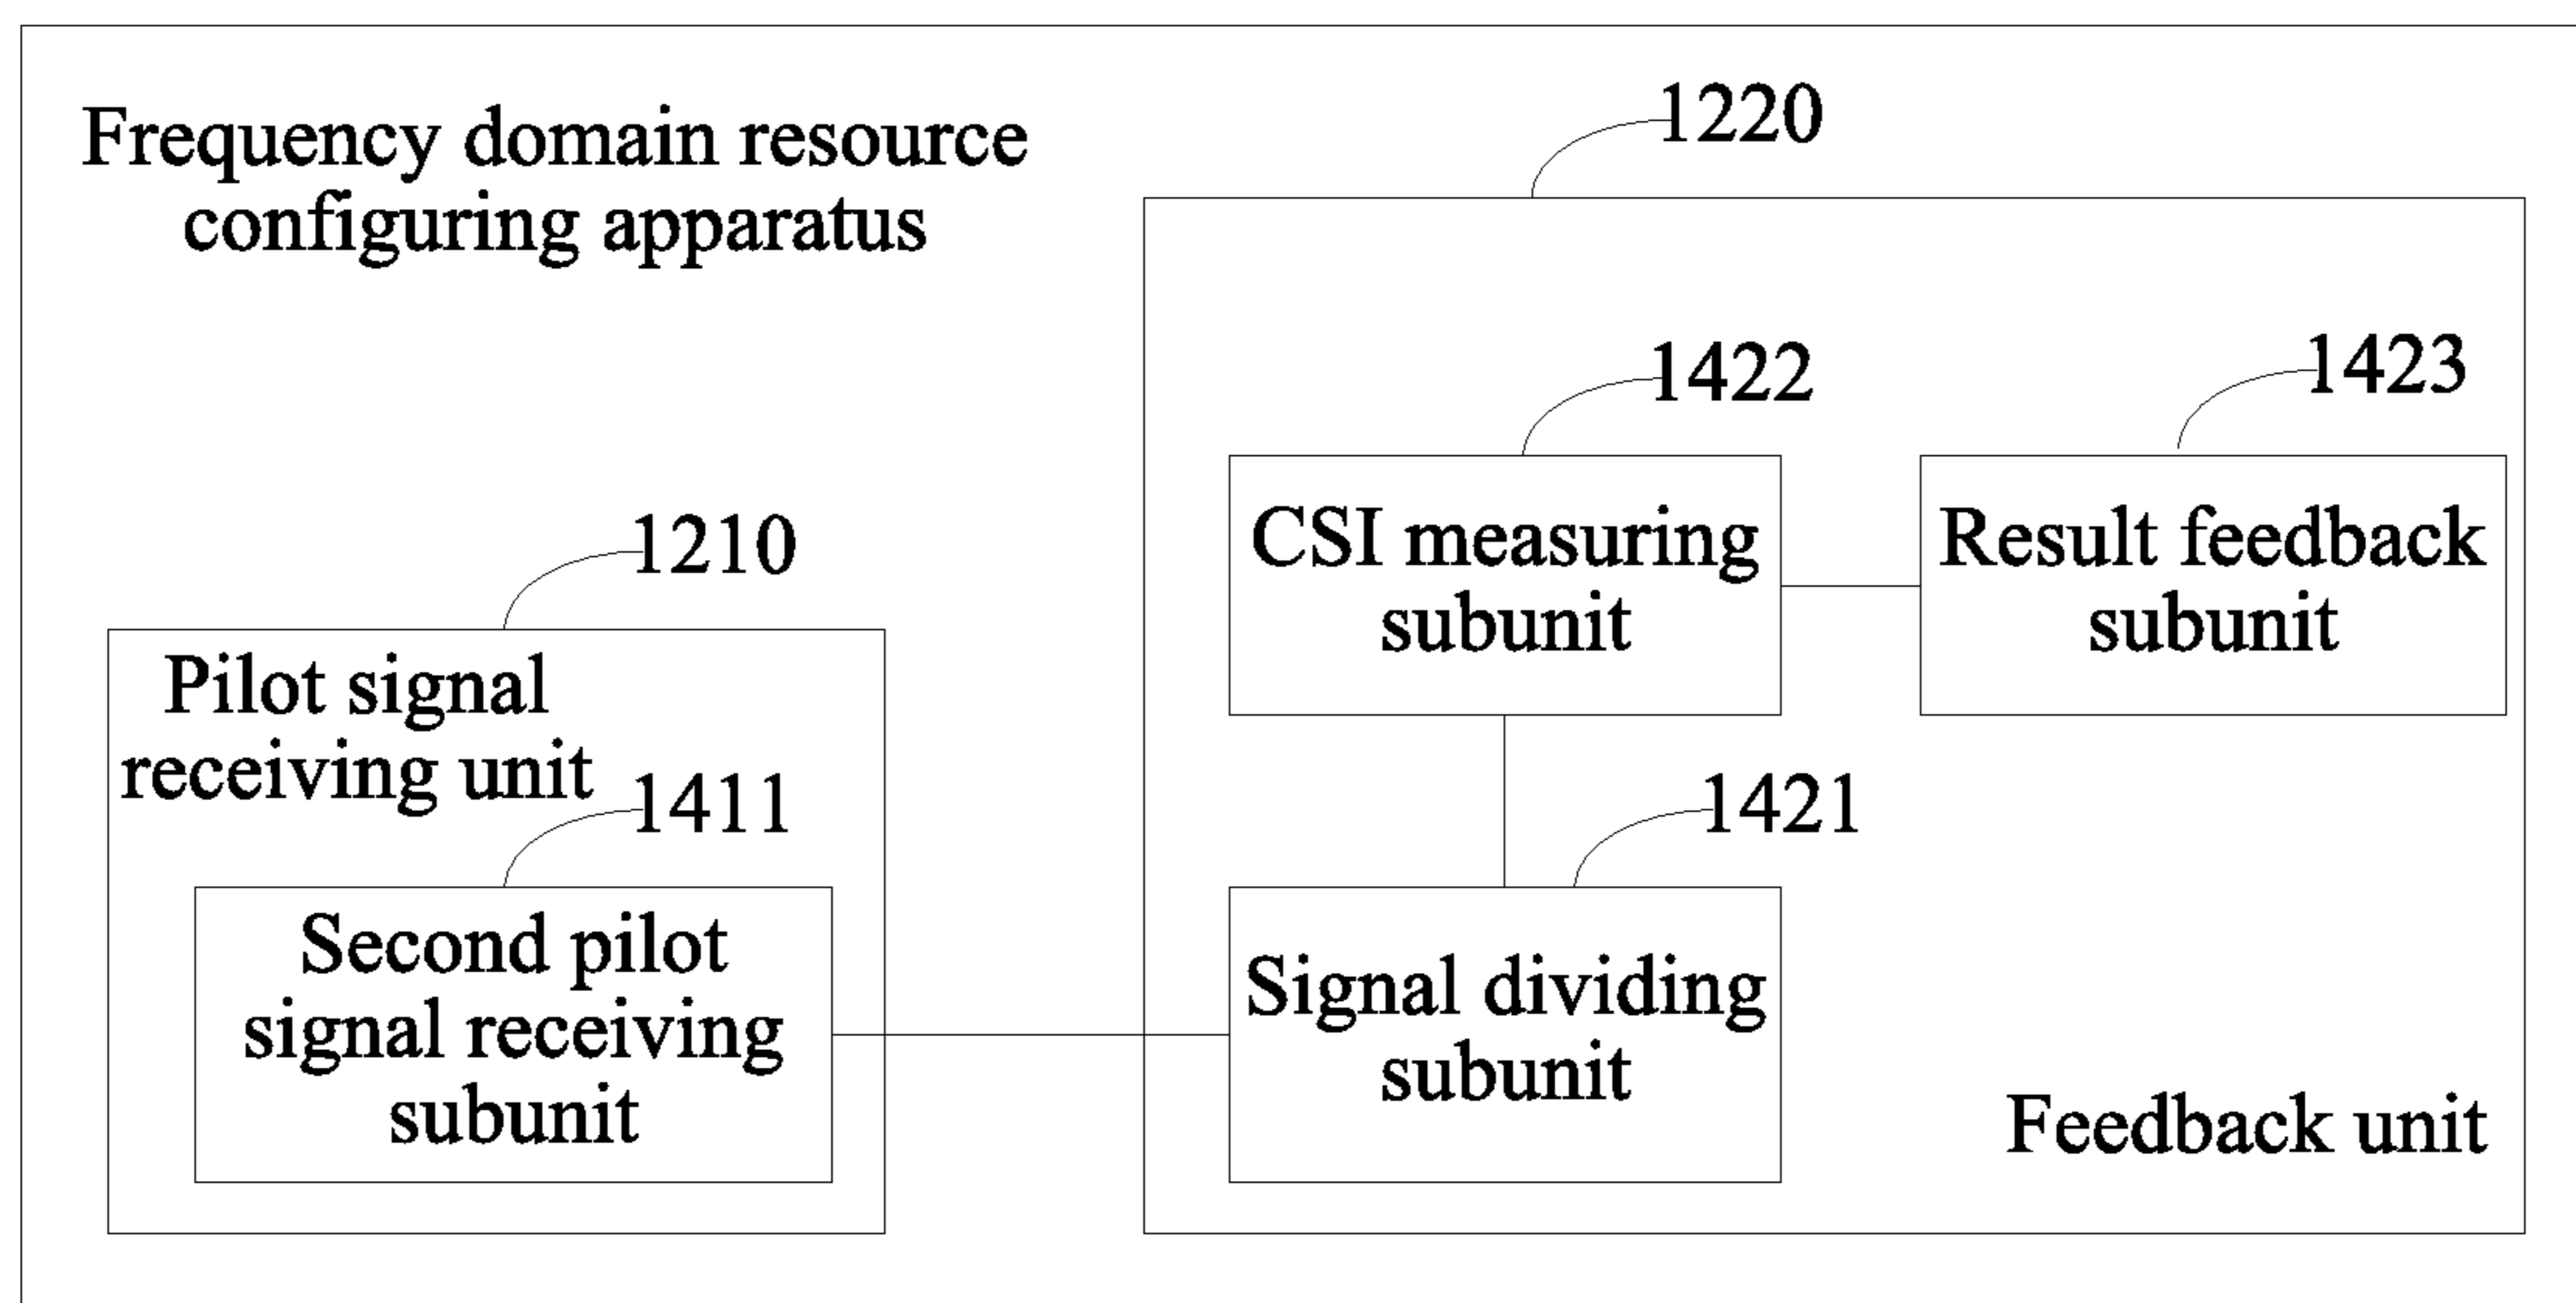 Frequency domain resource
configuring apparatus
1220
1422
1423
CSI measuring
subunit
Result feedback
subunit
1210
Pilot signal
receiving unit
1411
Second pilot
signal receiving
subunit
1421
Signal dividing
subunit
Feedback unit